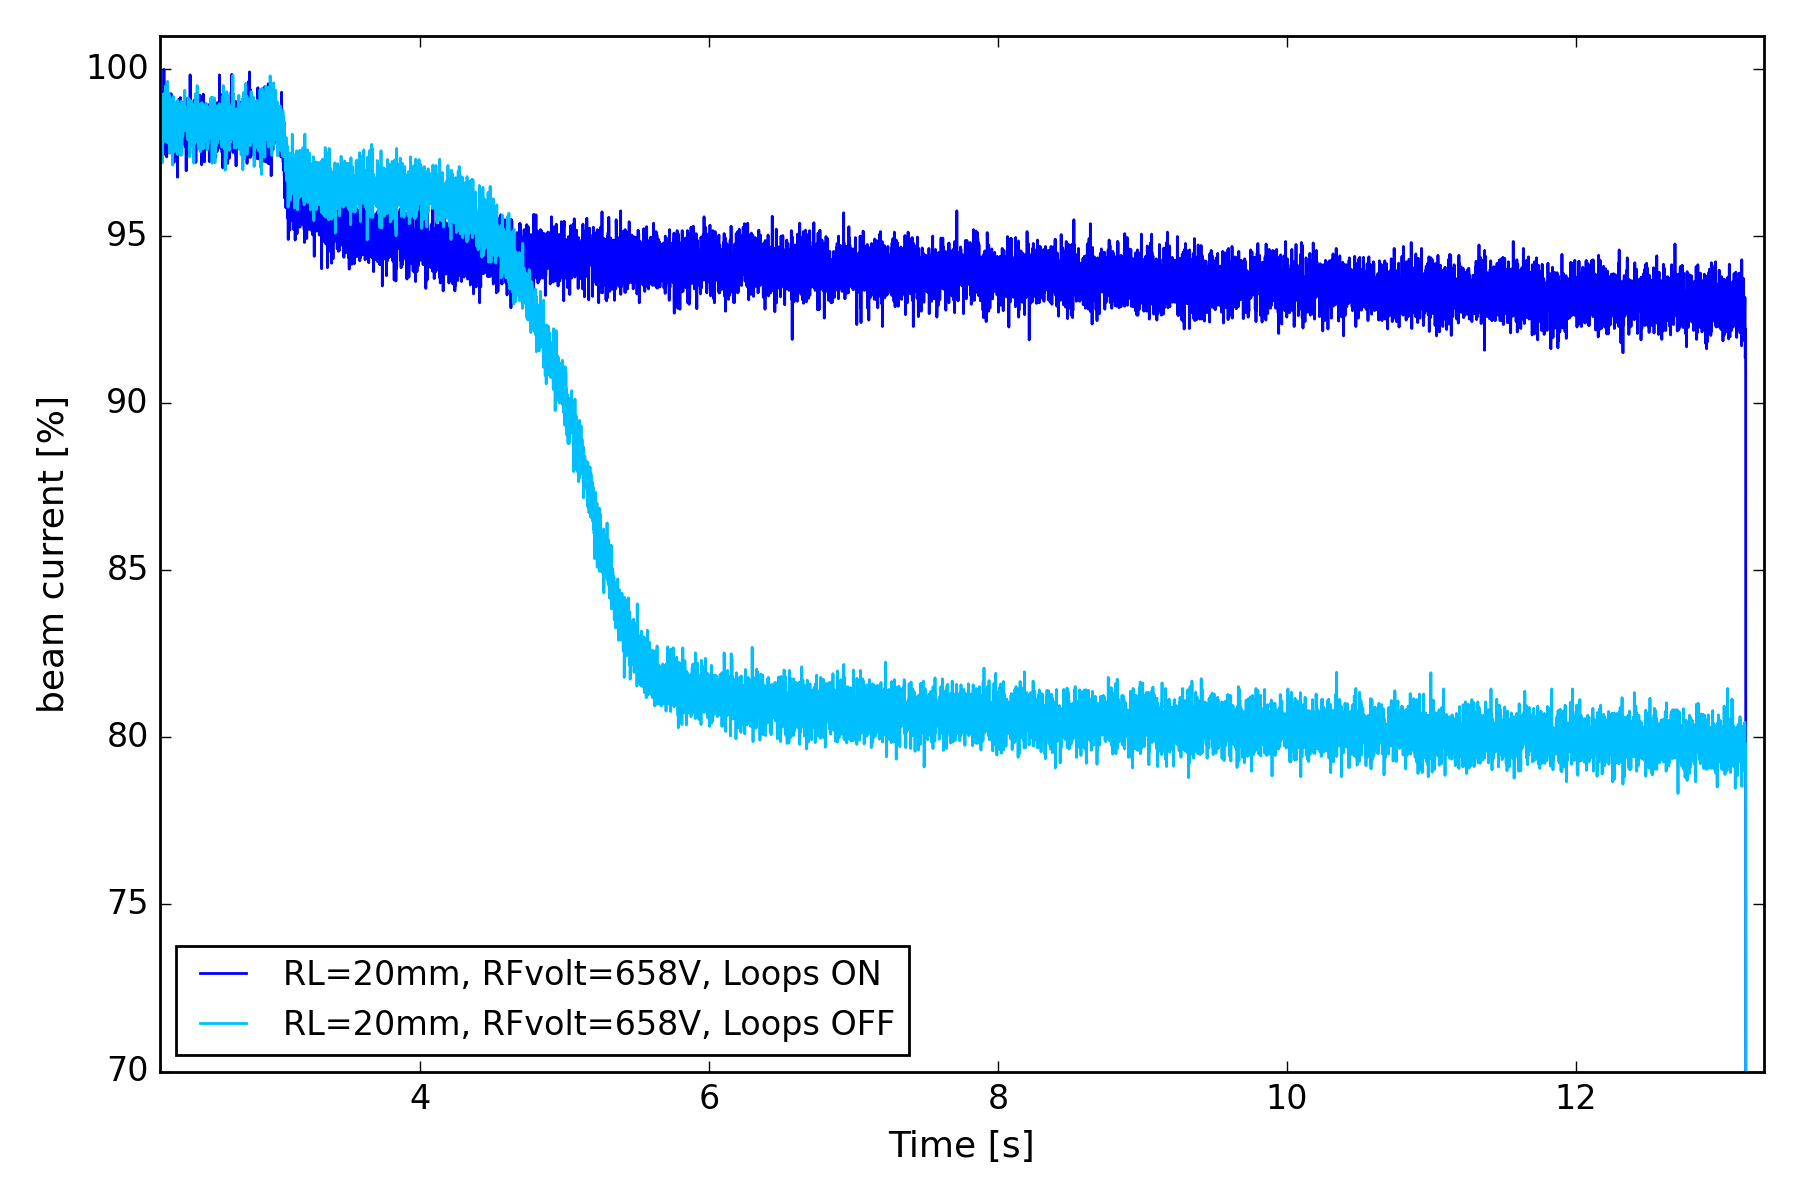 100
95
90
85
80
75
70
beam current [%]
RL=20mm, RFvolt=658V, Loops ON
RL=20mm, RFvolt=658V, Loops OFF
4 6 8 10 12
Time [s]